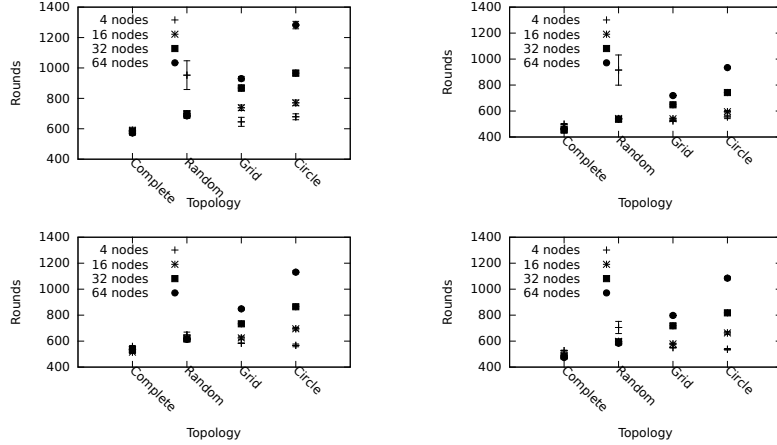 1400
1200
1000
800
600
400
Rounds
4 nodes
16 nodes
32 nodes
64 nodes
Complete
Random
Grid
Circle
Topology
1400
1200
1000
800
600
400
Rounds
4 nodes
16 nodes
32 nodes
64 nodes
Complete
Random
Grid
Circle
Topology
1400
1200
1000
800
600
400
Rounds
4 nodes
16 nodes
32 nodes
64 nodes
Complete
Random
Grid
Circle
Topology
1400
1200
1000
800
600
400
Rounds
4 nodes
16 nodes
32 nodes
64 nodes
Complete
Random
Grid
Circle
Topology